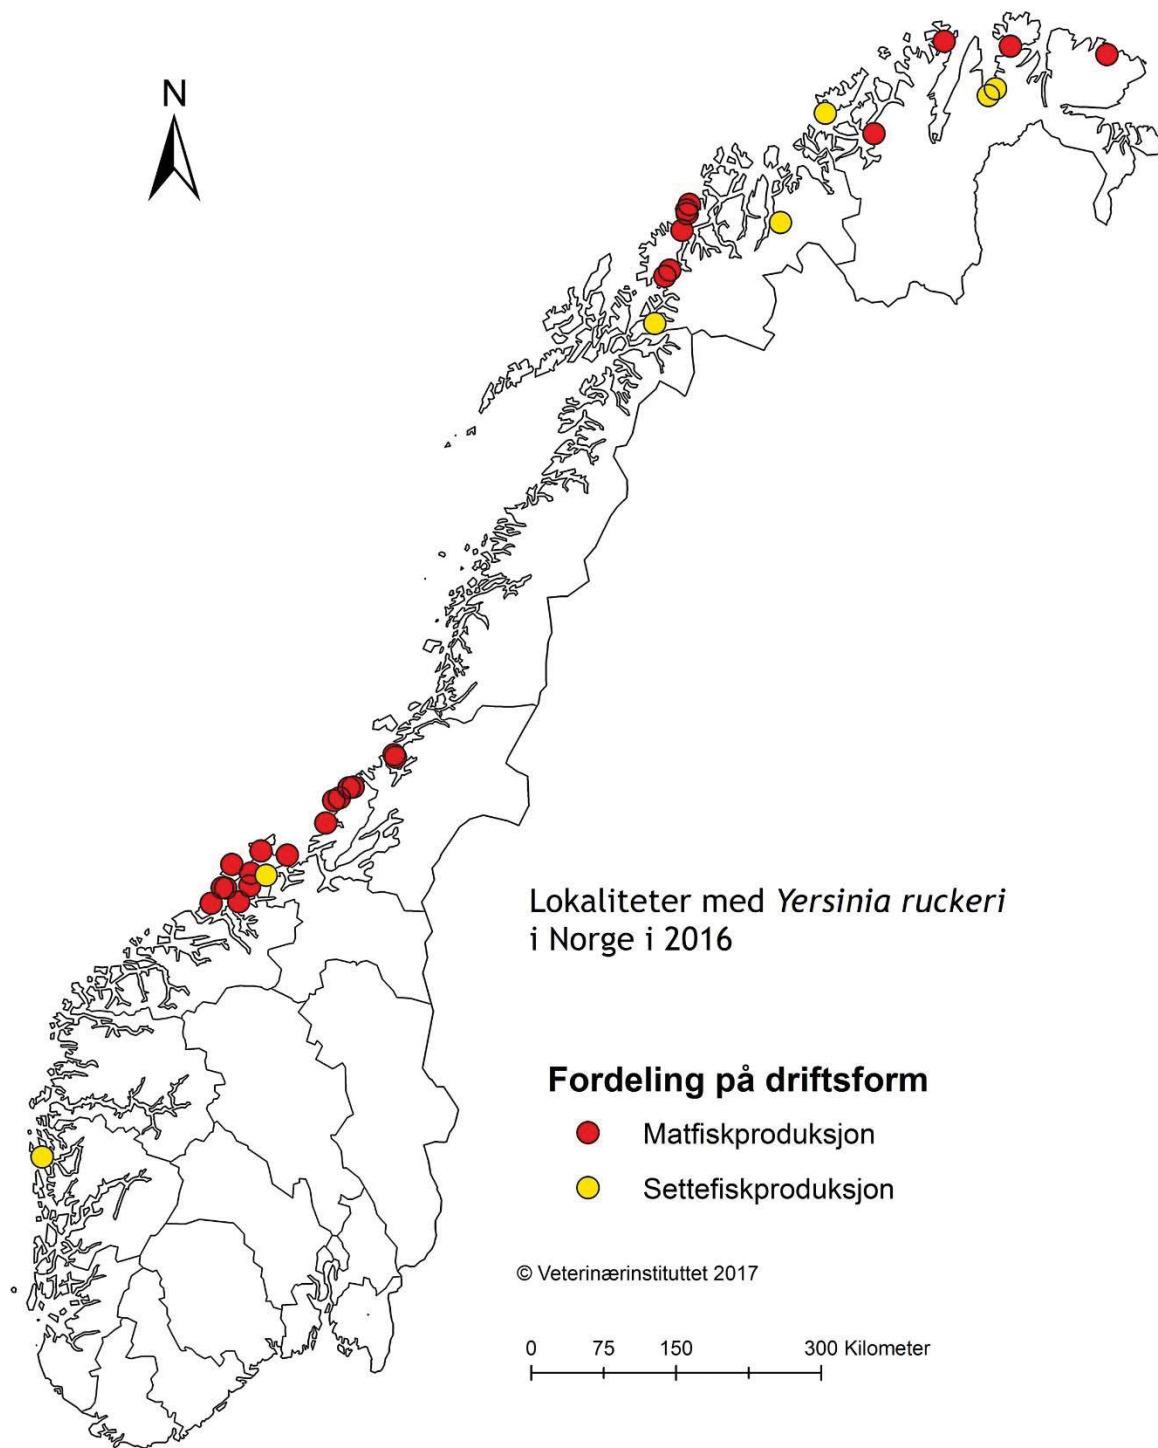 N
Lokaliteter med Yersinia ruckeri
i Norge i 2016
Fordeling på driftsform
Matfiskproduksjon
Settefiskproduksjon
© Veterinærinstituttet 2017
0 75 150 300 Kilometer